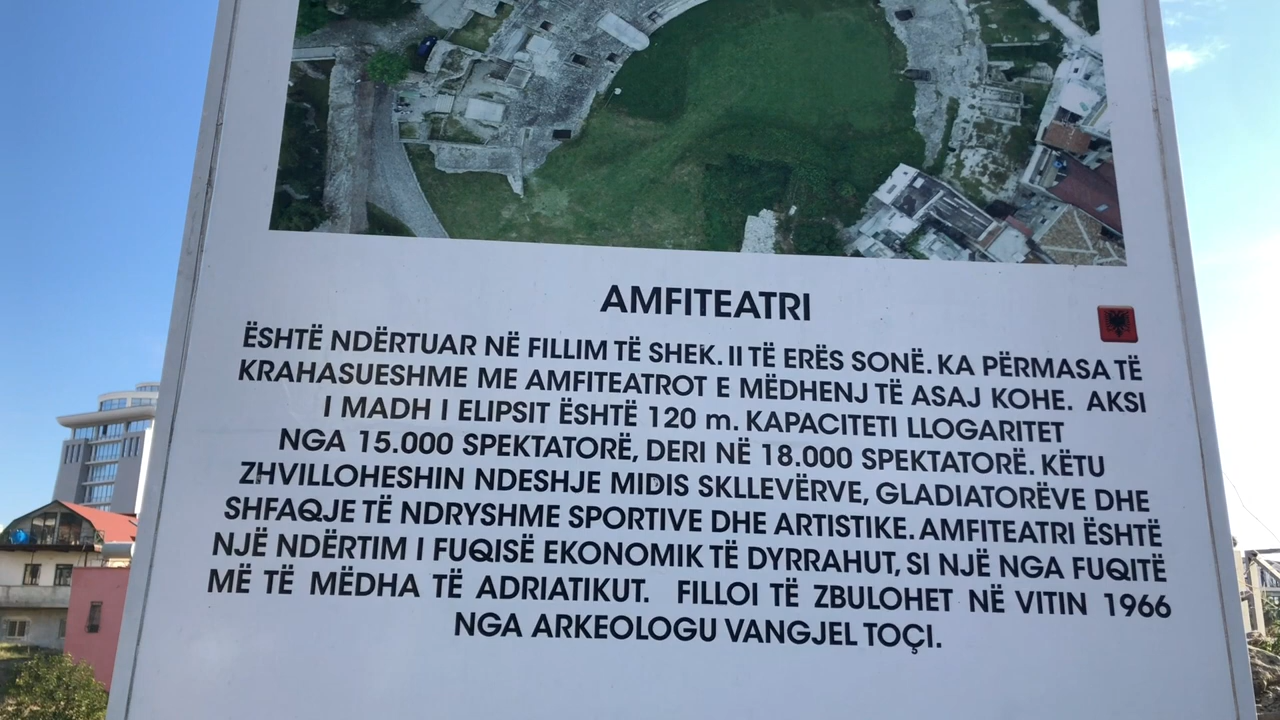 AMFITEATRI
ËSHTË NDËRTUAR NË FILLIM TË SHEK. II TË ERËS SONË. KA PËRMASA TË
KRAHASUESHME ME AMFITEATROT E MËDHENJ TË ASAJ KOHE. AKSI
I MADH I ELIPSIT ËSHTË 120 m. KAPACITETI LLOGARITET
NGA 15.000 SPEKTATORË, DERI NË 18.000 SPEKTATORË. KËTU
ZHVILLOHESHIN NDESHJE MIDIS SKLLEVËRVE, GLADIATORËVE DHE
SHFAQJE TË NDRYSHME SPORTIVE DHE ARTISTIKE. AMFITEATRI ËSHTË
NJË NDËRTIM I FUQISË EKONOMIK TË DYRRAHUT, SI NJË NGA FUQITË
MË TË MËDHA TË ADRIATIKUT. FILLOI TË ZBULOHET NË VITIN 1966
NGA ARKEOLOGU VANGJEL TOÇI.